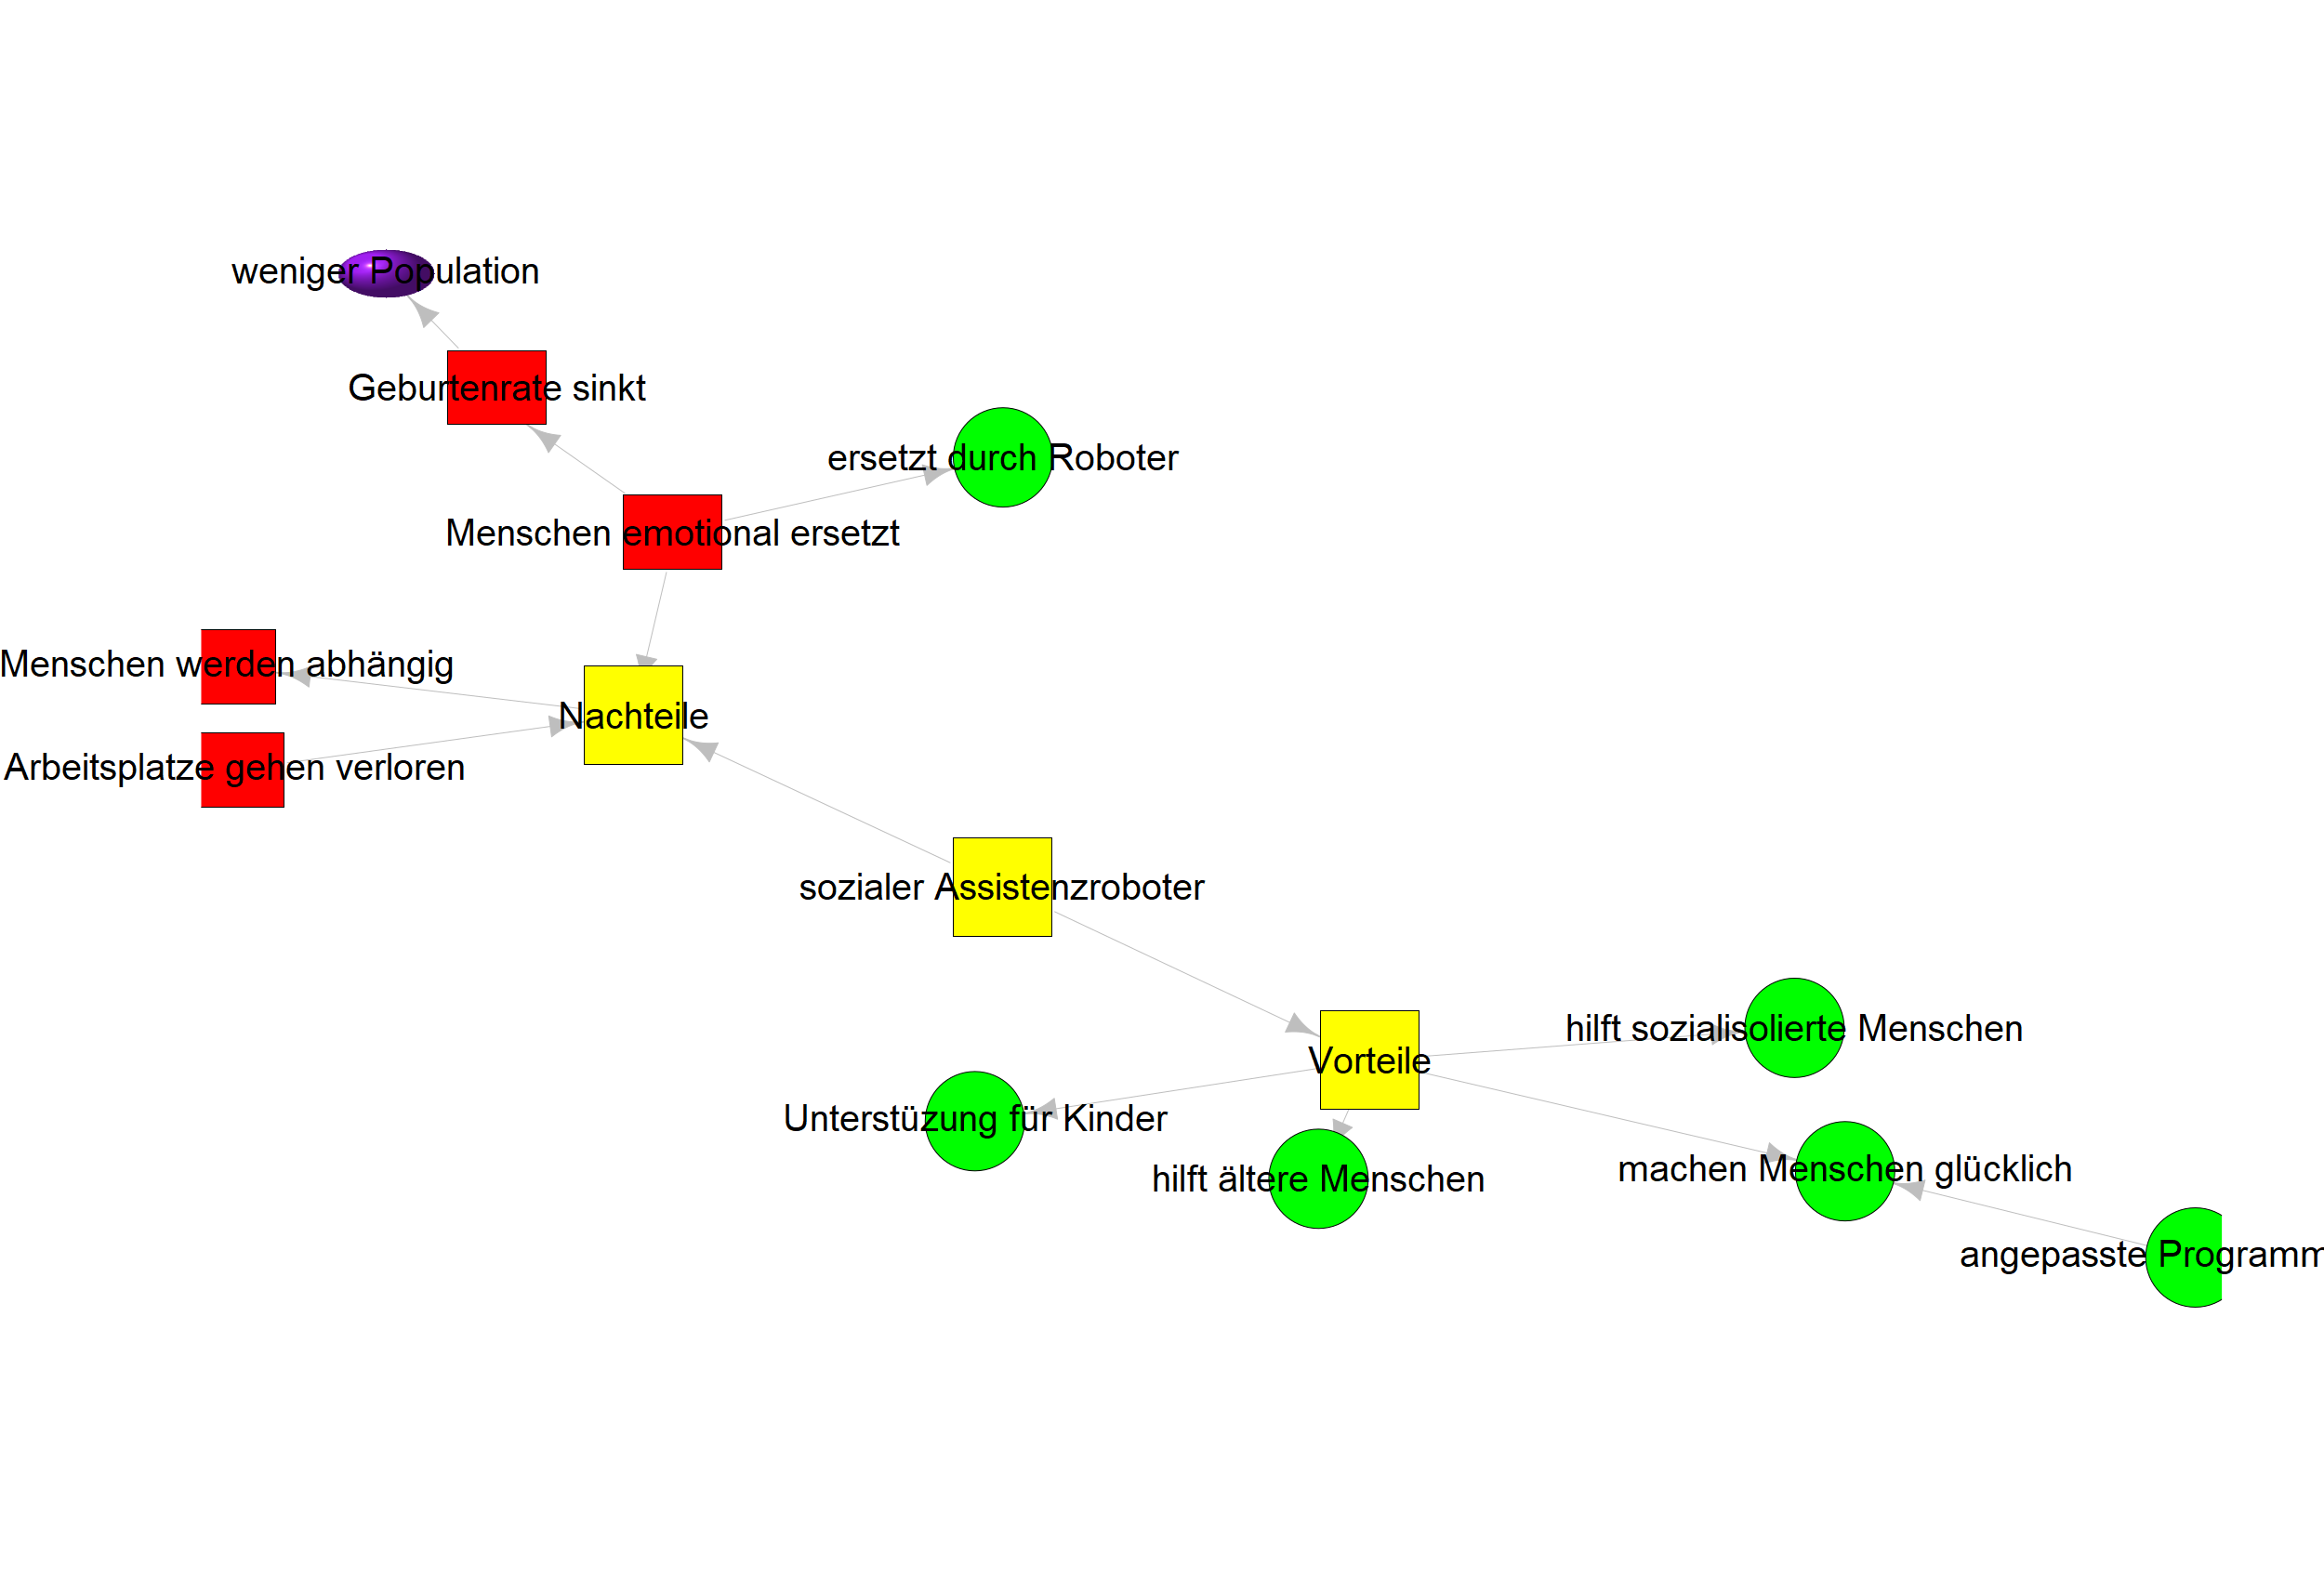 weniger Population
Geburtenrate sinkt
ersetzt durch Roboter
Menschen emotional ersetzt
Menschen werden abhängig
Nachteile
Arbeitsplatze gehen verloren
sozialer Assistenzroboter
hilft sozialisolierte Menschen
Vorteile
Unterstüzung für Kinder
machen Menschen glücklich
hilft ältere Menschen
angepasste Programm